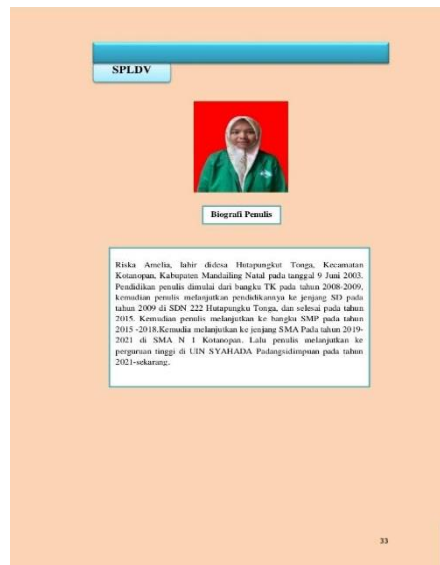 SPLDV
Biografi Penulis
Riska Amelia, lahir didesa Hutapungkut Tonga, Kecamatan
Kotanopan, Kabupaten Mandailing Natal pada tanggal 9 Juni 2003.
Pendidikan penulis dimulai dari bangku TK pada tahun 2008-2009,
kemudian penulis melanjutkan pendidikannya ke jenjang SD pada
tahun 2009 di SDN 222 Hutapungku Tonga, dan selesai pada tahun
2015. Kemudian penulis melanjutkan ke bangku SMP pada tahun
2015 -2018.Kemudia melanjutkan ke jenjang SMA Pada tahun 2019-
2021 di SMA N 1 Kotanopan. Lalu penulis melanjutkan ke
perguruan tinggi di UIN SYAHADA Padangsidimpuan pada tahun
2021-sekarang.
33